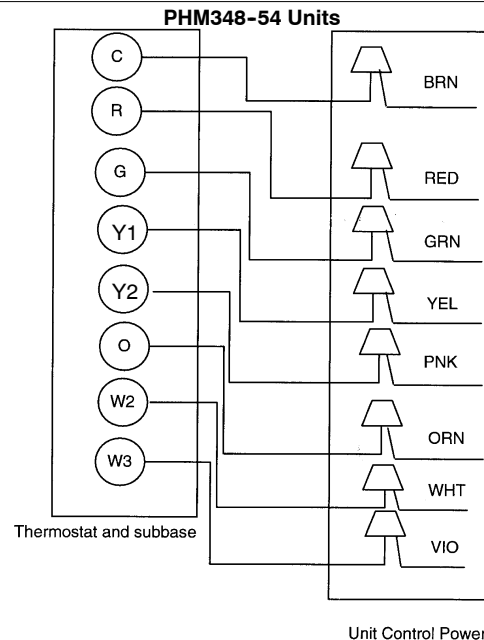 PHM348-54 Units
C
BRN
R
RED
G
GRN
Y1
YEL
Y2
PNK
O
ORN
W2
WHT
W3
VIO
Thermostat and subbase
Unit Control Power